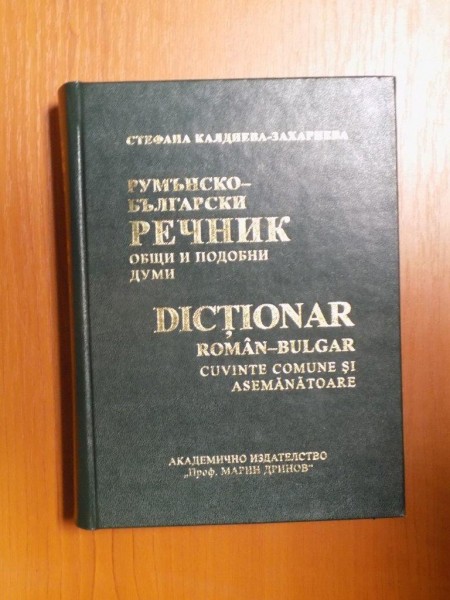 СТЕФАНА КАЛДИЕВА-ЗАХАРИЕВА
РУМЪНСКО-
БЪЛГАРСКИ
РЕЧНИК
ОБЩИ И ПОДОБНИ
ДУМИ
DICȚIONAR
ROMÂN-BULGAR
CUVINTE COMUNE ȘI
ASEMĂNĂTOARE
АКАДЕМИЧНО ИЗДАТЕЛСТВО
„Проф. МАРИН ДРИНОВ“